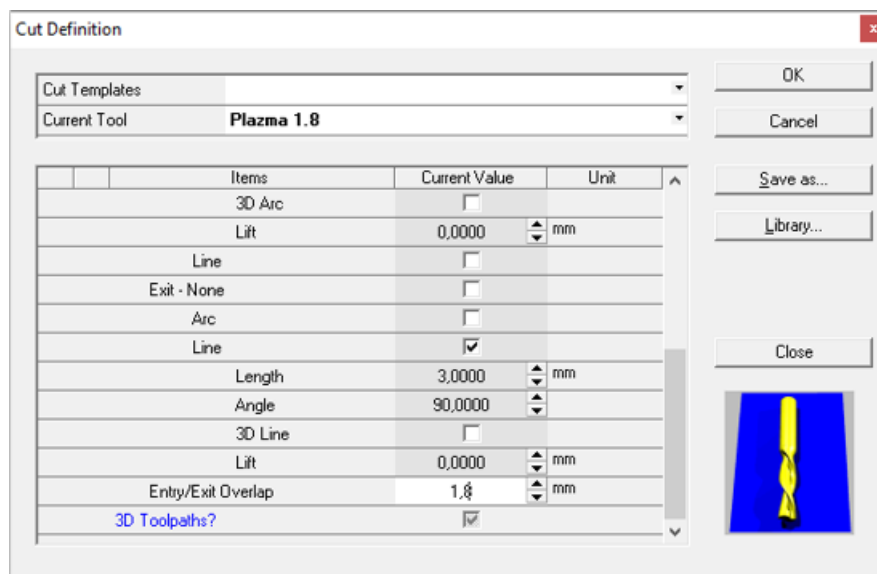 Cut Definition
x
Cut Templates
Current Tool Plazma 1.8
OK
Cancel
Save as...
Library...
Close
Items Current Value Unit
3D Arc
Lift 0,0000 mm
Line
Exit - None
Arc
Line
Length 3,0000 mm
Angle 90,0000
3D Line
Lift 0,0000 mm
Entry/Exit Overlap 1,8 mm
3D Toolpaths?